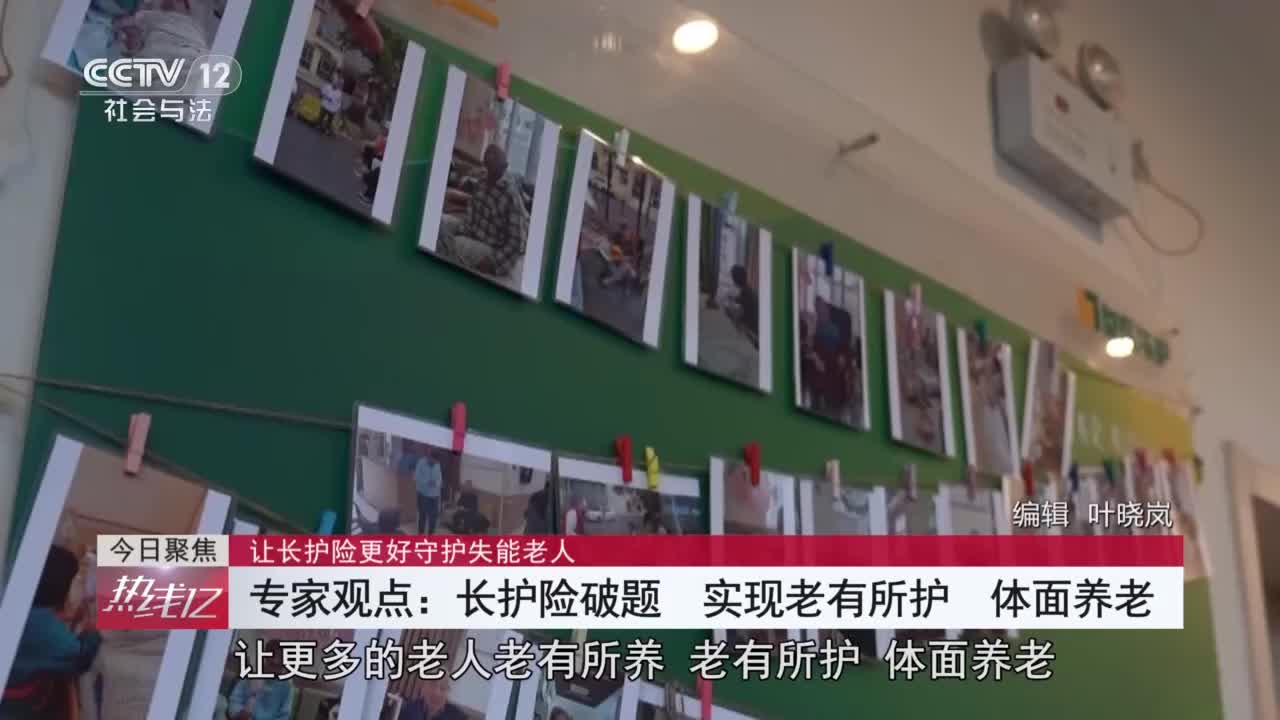 CCTV 12
社会与法
编辑 叶晓岚
今日聚焦 让长护险更好守护失能老人
热线12
专家观点：长护险破题 实现老有所护 体面养老
让更多的老人老有所养 老有所护 体面养老